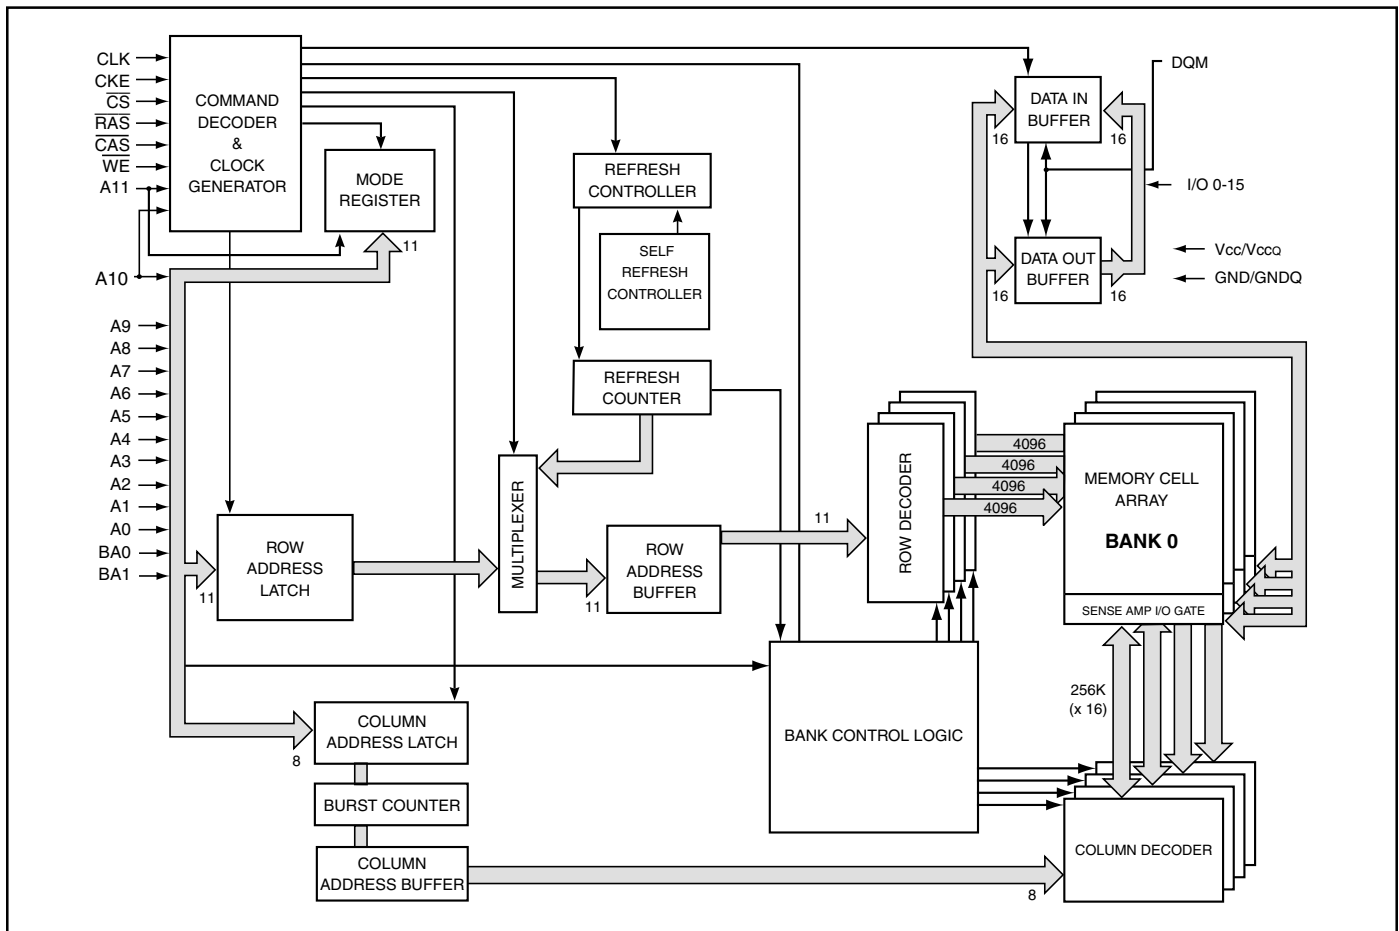 CLK
CKE
CS
RAS
CAS
WE
A11
A10
A9
A8
A7
A6
A5
A4
A3
A2
A1
A0
BA0
BA1
COMMAND
DECODER
&
CLOCK
GENERATOR
MODE
REGISTER
11
REFRESH
CONTROLLER
SELF
REFRESH
CONTROLLER
REFRESH
COUNTER
MULTIPLEXER
11
ROW
ADDRESS
LATCH
11
ROW
ADDRESS
BUFFER
11
ROW DECODER
4096
4096
4096
4096
DATA IN
BUFFER
16
16
DQM
I/O 0-15
DATA OUT
BUFFER
16
16
Vcc/VccQ
GND/GNDQ
MEMORY CELL
ARRAY
BANK 0
SENSE AMP I/O GATE
256K
(x 16)
BANK CONTROL LOGIC
COLUMN
ADDRESS LATCH
8
BURST COUNTER
COLUMN
ADDRESS BUFFER
8
COLUMN DECODER